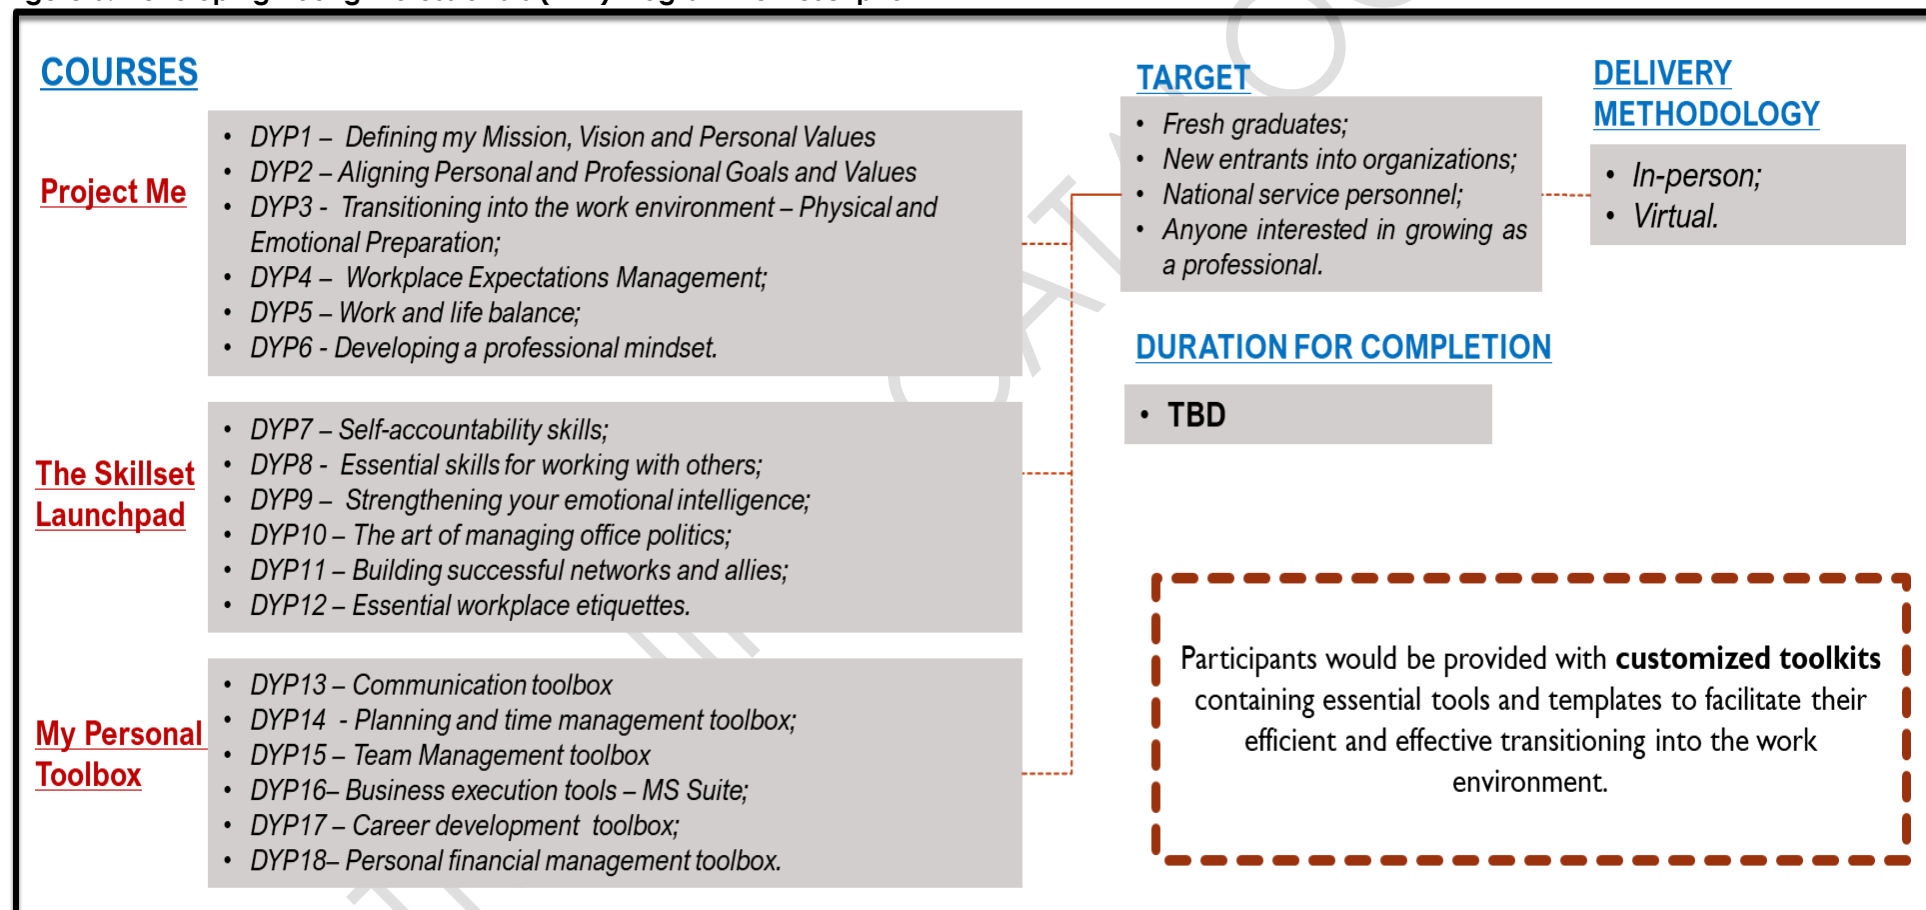 COURSES
Project Me
• DYP1 – Defining my Mission, Vision and Personal Values
• DYP2 – Aligning Personal and Professional Goals and Values
• DYP3 - Transitioning into the work environment – Physical and
Emotional Preparation;
• DYP4 – Workplace Expectations Management;
• DYP5 – Work and life balance;
• DYP6 - Developing a professional mindset.
The Skillset
Launchpad
• DYP7 – Self-accountability skills;
• DYP8 - Essential skills for working with others;
• DYP9 – Strengthening your emotional intelligence;
• DYP10 – The art of managing office politics;
• DYP11 – Building successful networks and allies;
• DYP12 – Essential workplace etiquettes.
My Personal
Toolbox
• DYP13 – Communication toolbox
• DYP14 - Planning and time management toolbox;
• DYP15 – Team Management toolbox
• DYP16– Business execution tools – MS Suite;
• DYP17 – Career development toolbox;
• DYP18– Personal financial management toolbox.
TARGET
• Fresh graduates;
• New entrants into organizations;
• National service personnel;
• Anyone interested in growing as
a professional.
DELIVERY
METHODOLOGY
• In-person;
• Virtual.
DURATION FOR COMPLETION
• TBD
Participants would be provided with customized toolkits
containing essential tools and templates to facilitate their
efficient and effective transitioning into the work
environment.